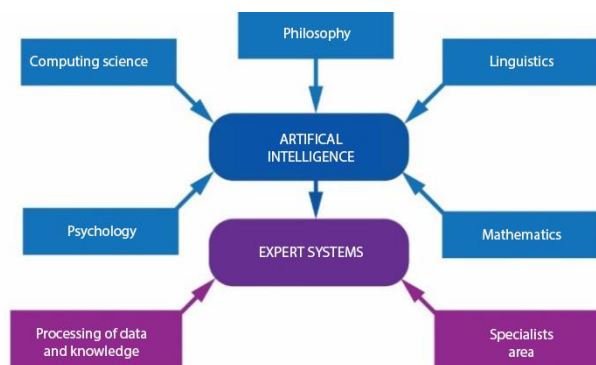 Philosophy
Computing science
Linguistics
ARTIFICAL
INTELLIGENCE
Psychology
Mathematics
EXPERT SYSTEMS
Processing of data
and knowledge
Specialists
area